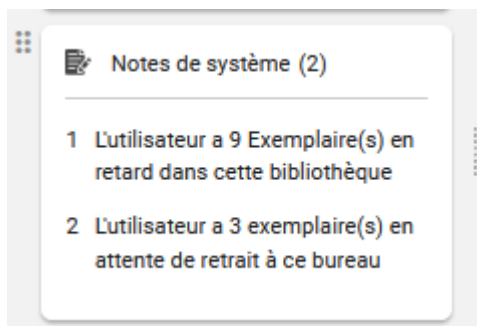 Notes de système (2)
1 L'utilisateur a 9 Exemplaire(s) en
retard dans cette bibliothèque
2 L'utilisateur a 3 exemplaire(s) en
attente de retrait à ce bureau